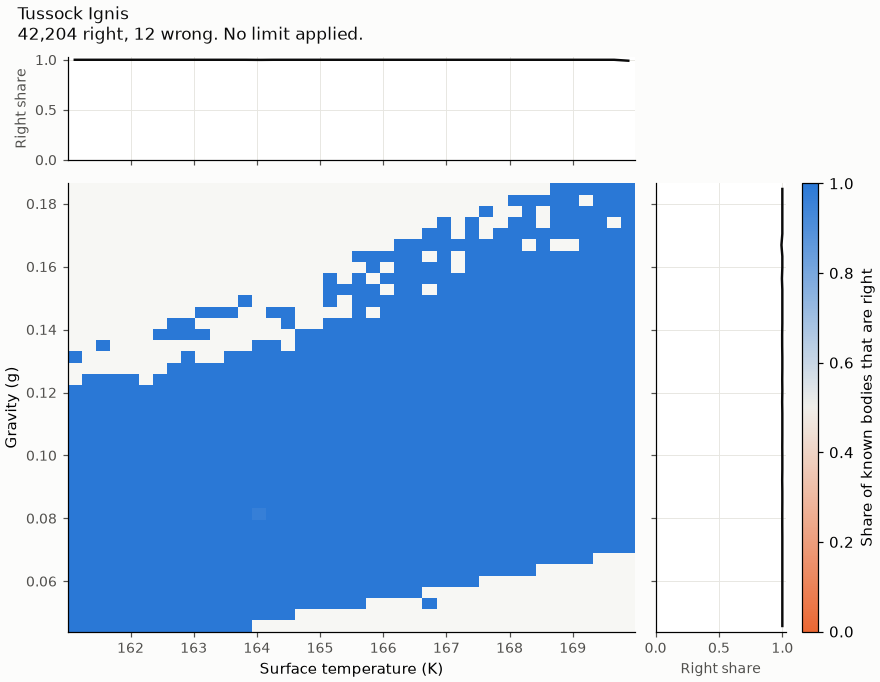 Tussock Ignis
42,204 right, 12 wrong. No limit applied.
Right share
1.0
0.5
0.0
Gravity (g)
0.18
0.16
0.14
0.12
0.10
0.08
0.06
162 163 164 165 166 167 168 169
Surface temperature (K)
0.0 0.5 1.0
Right share
1.0
0.8
0.6
0.4
0.2
0.0
Share of known bodies that are right